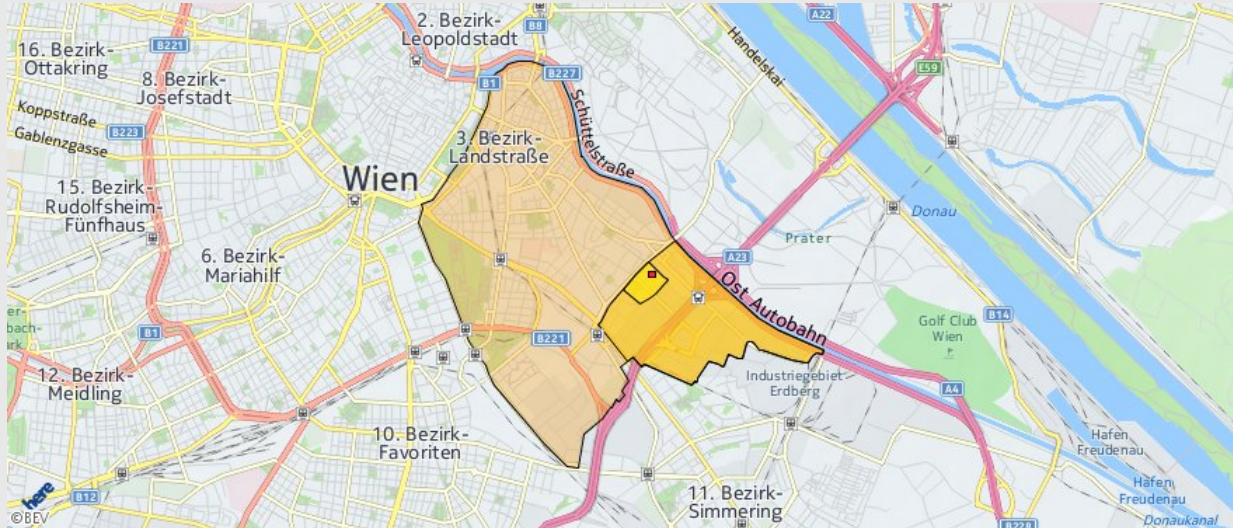 A22
2. Bezirk-
Leopoldstadt
B8
B221
16. Bezirk-
Ottakring
Handelskai
E59
8. Bezirk-
Josefstadt
B1
B227
Koppstraße
Gablenzgasse
B223
Schüttelstraße
3. Bezirk-
Landstraße
Wien
15. Bezirk-
Rudolfsheim-
Fünfhaus
Donau
Prater
6. Bezirk-
Mariahilf
A23
Ost Autobahn
B14
Golf Club
Wien
B1
B221
12. Bezirk-
Meidling
Industriegebiet
Erdberg
A4
10. Bezirk-
Favoriten
Hafen
Freudenau
11. Bezirk-
Simmering
Hafen
Freudenau
B12
here
©BEV
B228
Donaukanal